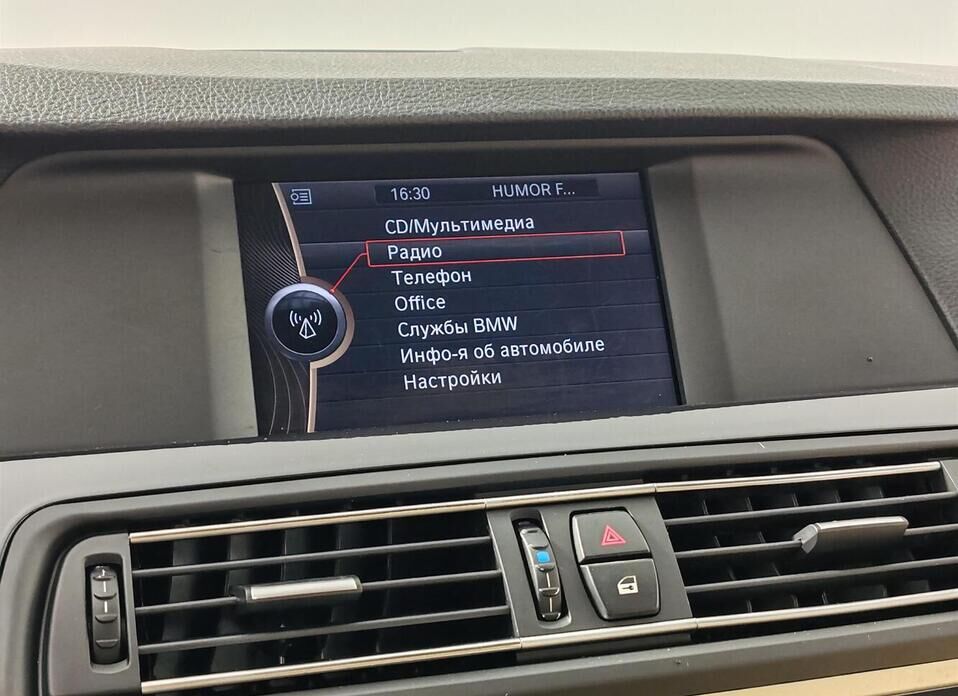 16:30 HUMOR F...
CD/Мультимедиа
Радио
Телефон
Office
Службы BMW
Инфо-я об автомобиле
Настройки